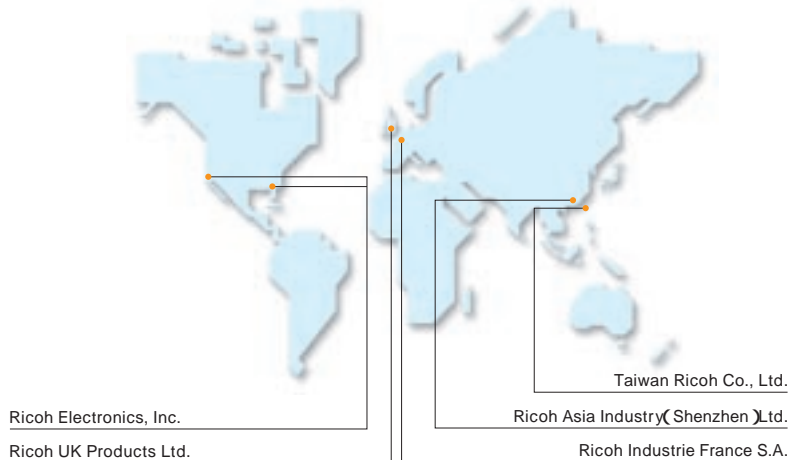 Taiwan Ricoh Co., Ltd.
Ricoh Electronics, Inc.
Ricoh Asia Industry(Shenzhen)Ltd.
Ricoh UK Products Ltd.
Ricoh Industrie France S.A.